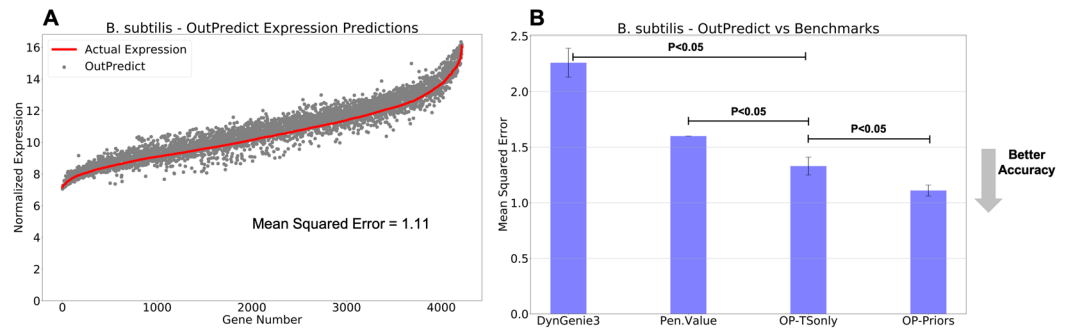 A
B. subtilis - OutPredict Expression Predictions
Normalized Expression
16
14
12
10
8
6
4
2
0
Actual Expression
OutPredict
Mean Squared Error = 1.11
0 1000 2000 3000 4000
Gene Number
B
B. subtilis - OutPredict vs Benchmarks
Mean Squared Error
2.5
2.0
1.5
1.0
0.5
0.0
P<0.05
P<0.05
P<0.05
DynGenie3 Pen.Value OP-TSonly OP-Priors
Better
Accuracy